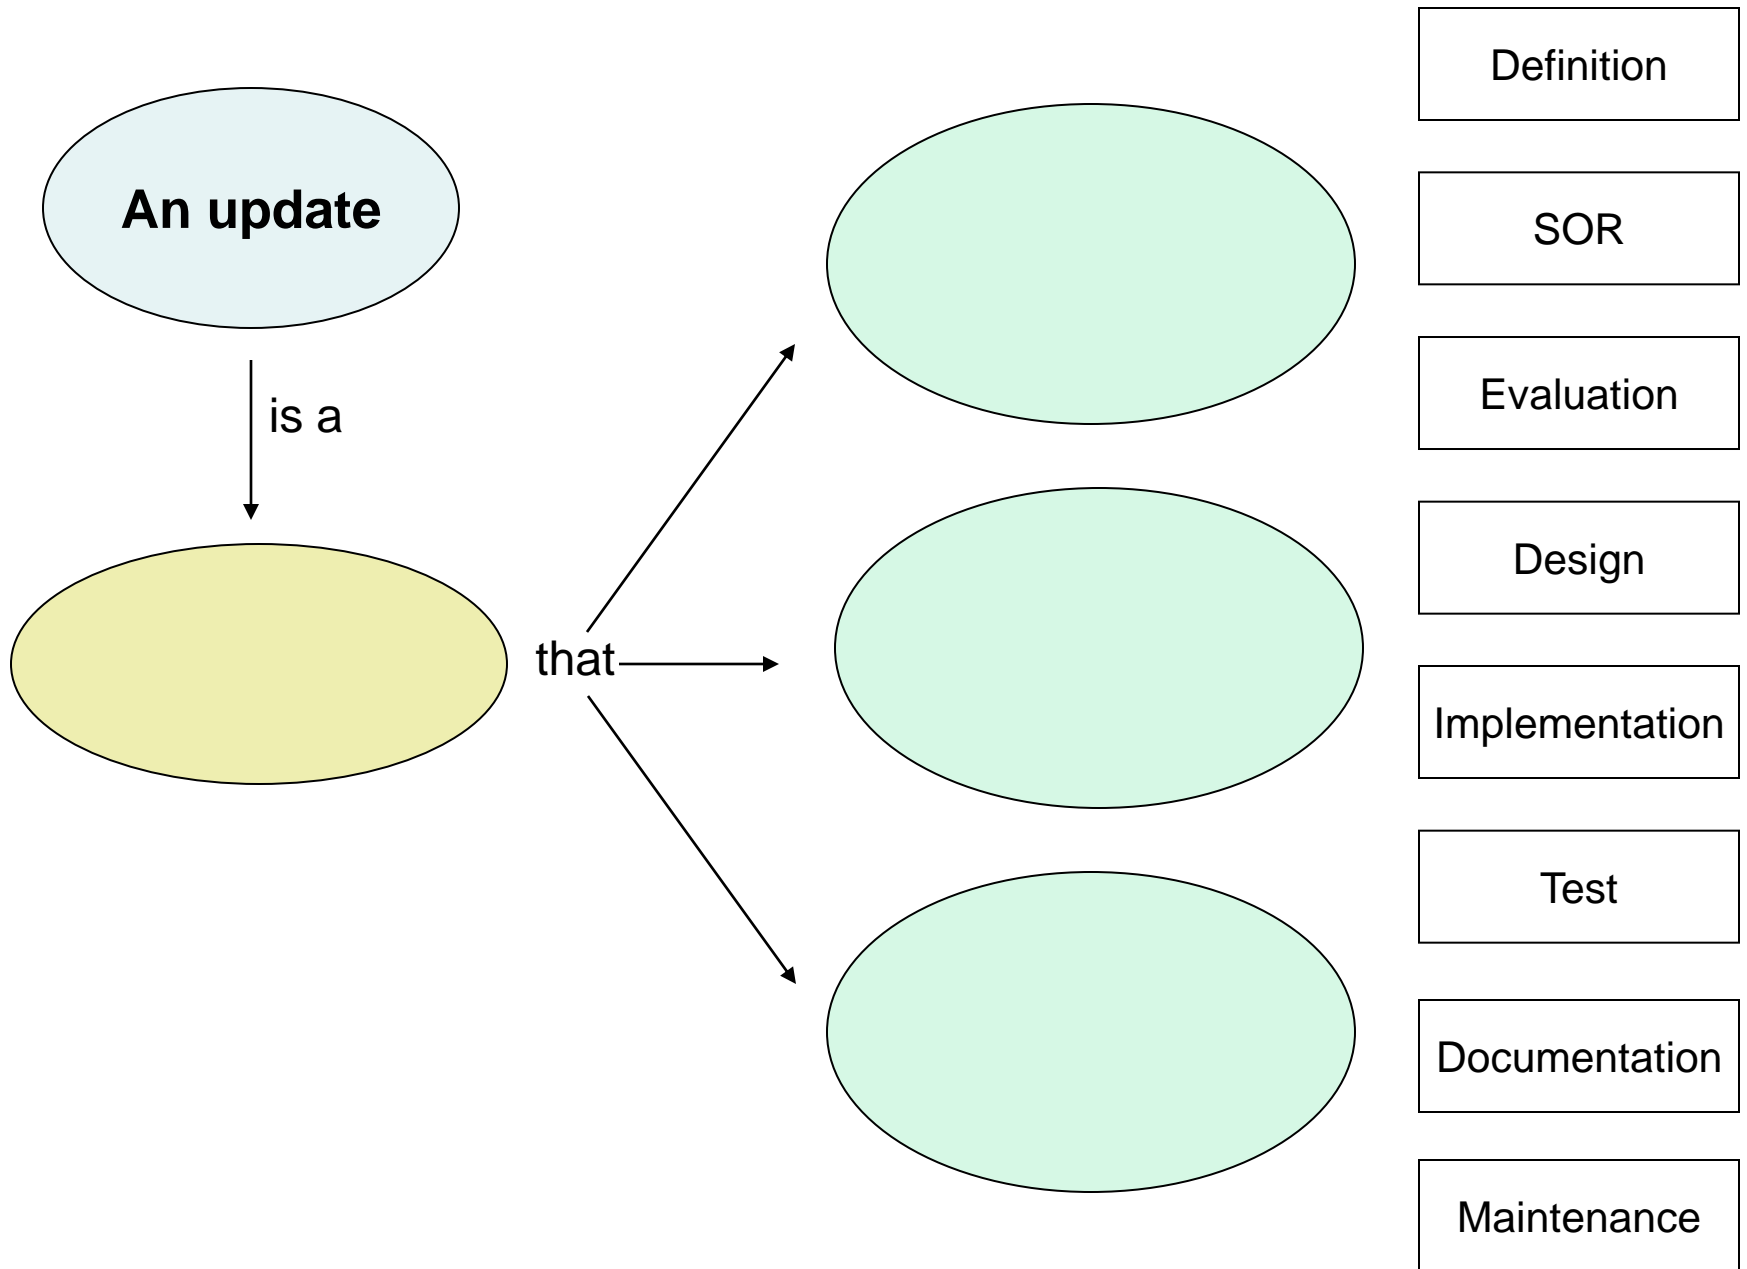 An update
is a
that
Definition
SOR
Evaluation
Design
Implementation
Test
Documentation
Maintenance